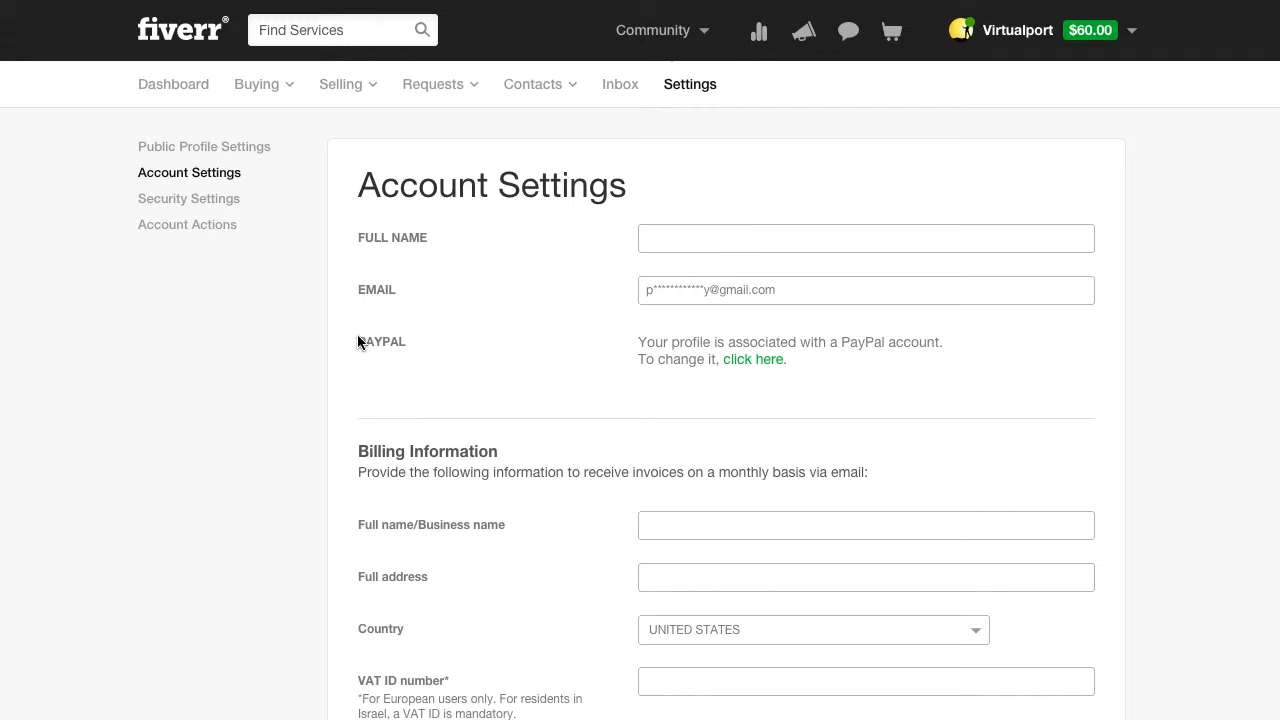 fiverr®
Find Services
Community
Virtualport
$60.00
Dashboard
Buying
Selling
Requests
Contacts
Inbox
Settings
Public Profile Settings
Account Settings
Security Settings
Account Actions
Account Settings
FULL NAME
EMAIL
p************y@gmail.com
PAYPAL
Your profile is associated with a PayPal account.
To change it, click here.
Billing Information
Provide the following information to receive invoices on a monthly basis via email:
Full name/Business name
Full address
Country
UNITED STATES
VAT ID number*
*For European users only. For residents in
Israel, a VAT ID is mandatory.